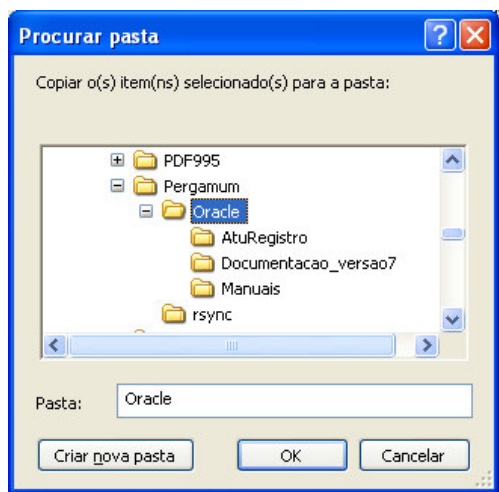 Procurar pasta
Copiar o(s) item(ns) selecionado(s) para a pasta:
PDF995
Pergamum
Oracle
AtuRegistro
Documentacao_versao7
Manuais
rsync
Pasta: Oracle
Criar nova pasta OK Cancelar